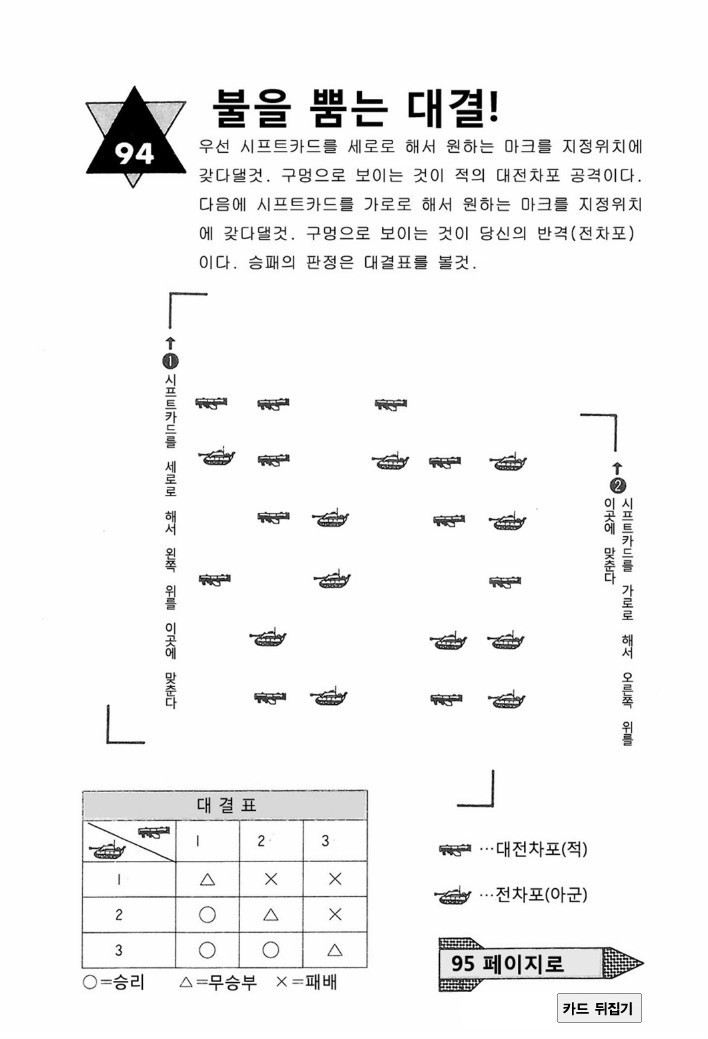 불을 뿜는 대결!
94
우선 시프트카드를 세로로 해서 원하는 마크를 지정위치에
갖다댈것. 구멍으로 보이는 것이 적의 대전차포 공격이다.
다음에 시프트카드를 가로로 해서 원하는 마크를 지정위치
에 갖다댈것. 구멍으로 보이는 것이 당신의 반격(전차포)
이다. 승패의 판정은 대결표를 볼것.
↑❶시프트카드를 세로로 해서 왼쪽 위를 이곳에 맞춘다
↑❷시프트카드를 가로로 해서 오른쪽 위를
이곳에 맞춘다
대결표
1 2 3
1 △ × ×
2 ○ △ ×
3 ○ ○ △
○=승리 △=무승부 ×=패배
…대전차포(적)
…전차포(아군)
95 페이지로
카드 뒤집기